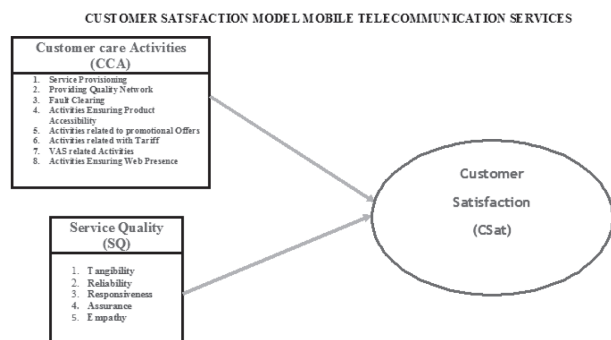 CUSTOMER SATSFACTION MODEL MOBILE TELECOMMUNICATION SERVICES
Customer care Activities
(CCA)
1. Service Provisioning
2. Providing Quality Network
3. Fault Clearing
4. Activities Ensuring Product
Accessibility
5. Activities related to promotional Offers
6. Activities related with Tariff
7. VAS related Activities
8. Activities Ensuring Web Presence
Customer
Satisfaction
(CSat)
Service Quality
(SQ)
1. Tangibility
2. Reliability
3. Responsiveness
4. Assurance
5. Empathy